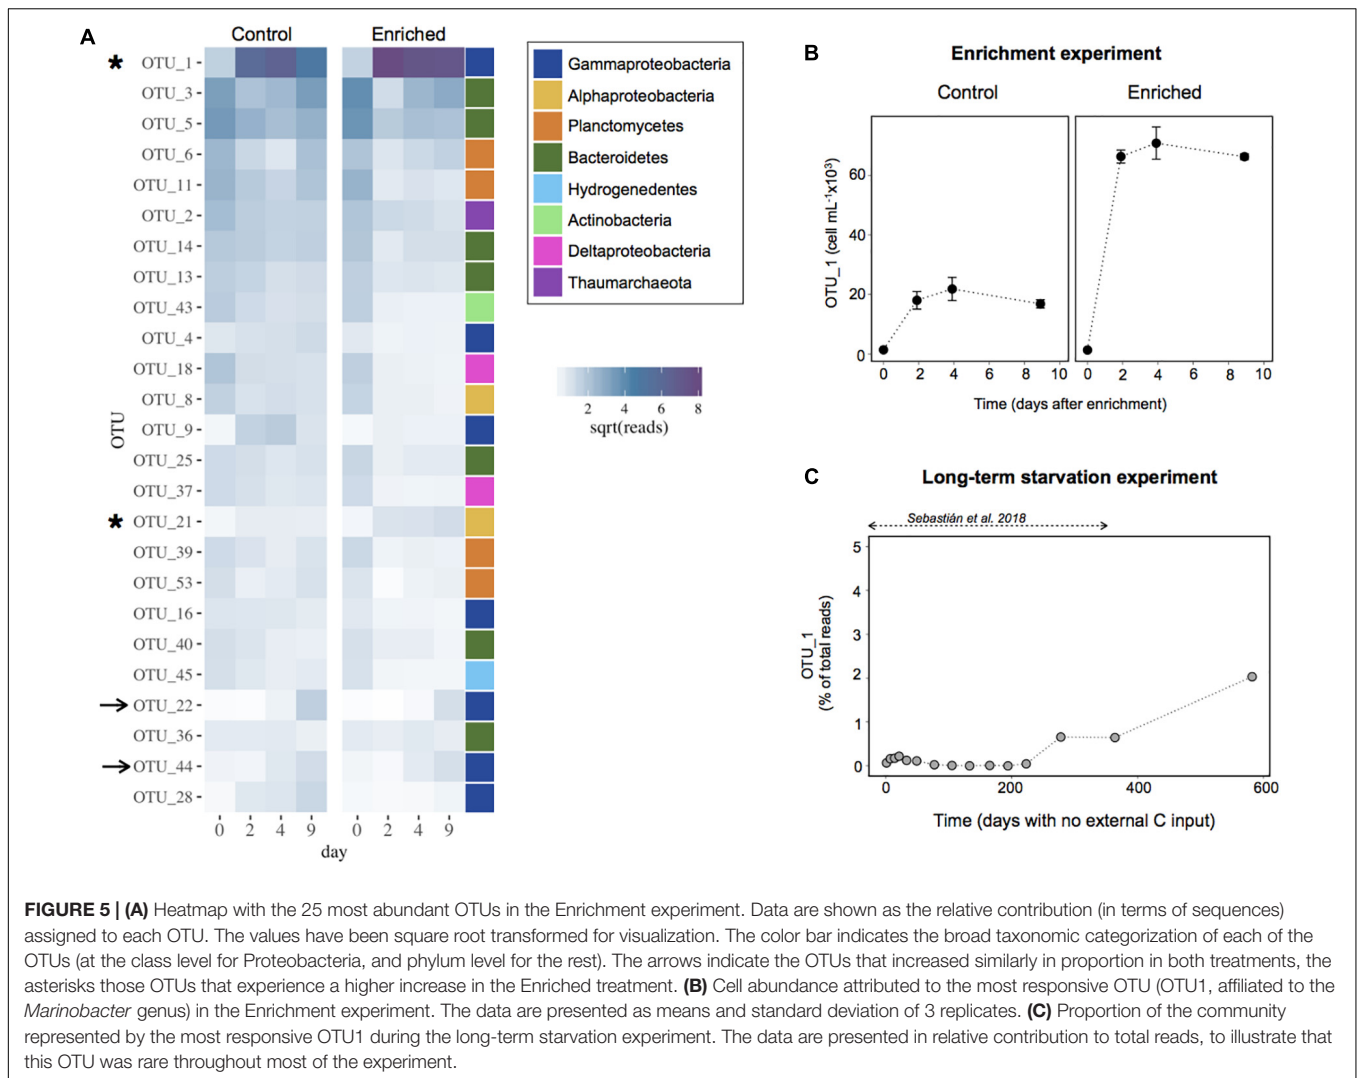 A
Control
Enriched
* OTU_1
OTU_3
OTU_5
OTU_6
OTU_11
OTU_2
OTU_14
OTU_13
OTU_43
OTU_4
OTU_18
OTU_8
OTU_9
OTU_25
OTU_37
* OTU_21
OTU_39
OTU_53
OTU_16
OTU_40
OTU_45
→ OTU_22
OTU_36
→ OTU_44
OTU_28
OTU
0 2 4 9 0 2 4 9
day
Gammaproteobacteria
Alphaproteobacteria
Planctomycetes
Bacteroidetes
Hydrogenedentes
Actinobacteria
Deltaproteobacteria
Thaumarchaeota
2 4 6 8
sqrt(reads)
B
Enrichment experiment
Control Enriched
OTU_1 (cell mL⁻¹x10³)
60
40
20
0
0 2 4 6 8 10 0 2 4 6 8 10
Time (days after enrichment)
C
Long-term starvation experiment
Sebastián et al. 2018
OTU_1
(% of total reads)
5
4
3
2
1
0
0 200 400 600
Time (days with no external C input)
FIGURE 5 | (A) Heatmap with the 25 most abundant OTUs in the Enrichment experiment. Data are shown as the relative contribution (in terms of sequences)
assigned to each OTU. The values have been square root transformed for visualization. The color bar indicates the broad taxonomic categorization of each of the
OTUs (at the class level for Proteobacteria, and phylum level for the rest). The arrows indicate the OTUs that increased similarly in proportion in both treatments, the
asterisks those OTUs that experience a higher increase in the Enriched treatment. (B) Cell abundance attributed to the most responsive OTU (OTU1, affiliated to the
Marinobacter genus) in the Enrichment experiment. The data are presented as means and standard deviation of 3 replicates. (C) Proportion of the community
represented by the most responsive OTU1 during the long-term starvation experiment. The data are presented in relative contribution to total reads, to illustrate that
this OTU was rare throughout most of the experiment.